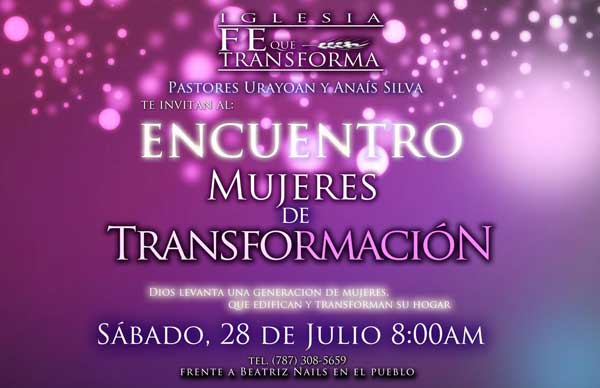 IGLESIA
FE QUE
TRANSFORMA
PASTORES URAYOAN Y ANAÍS SILVA
TE INVITAN AL:
ENCUENTRO
MUJERES
DE
TRANSFORMACIÓN
DIOS LEVANTA UNA GENERACION DE MUJERES,
QUE EDIFICAN Y TRANSFORMAN SU HOGAR
SÁBADO, 28 DE JULIO 8:00AM
TEL. (787) 308-5659
FRENTE A BEATRIZ NAILS EN EL PUEBLO